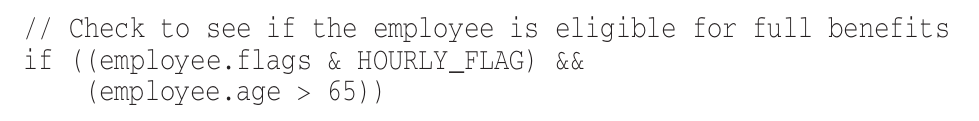 // Check to see if the employee is eligible for full benefits
if ((employee.flags & HOURLY_FLAG) &&
    (employee.age > 65))